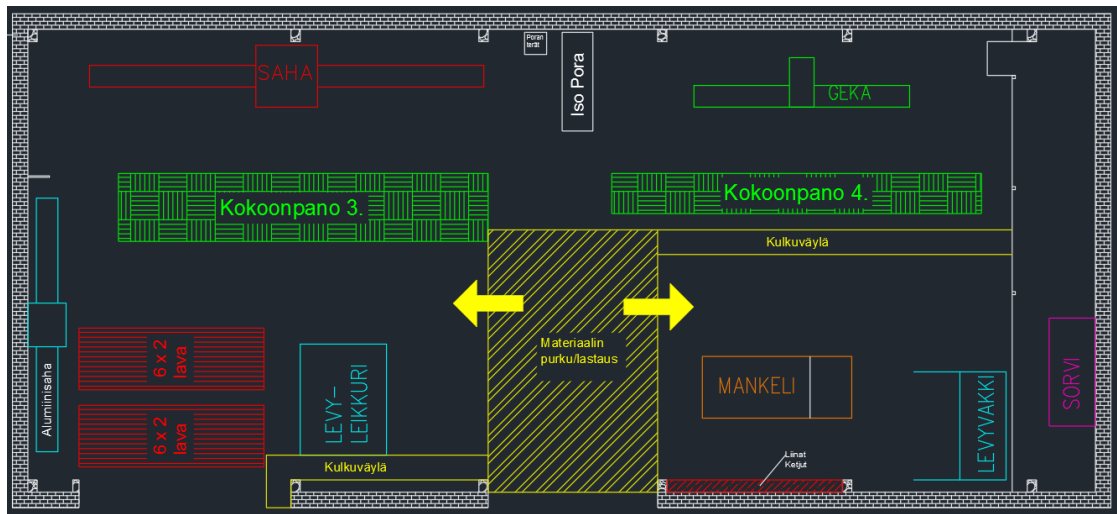 Poran
terät
SAHA
Iso Pora
GEKA
Kokoonpano 3.
Kokoonpano 4.
Kulkuväylä
Materiaalin
purku/lastaus
6 x 2
lava
6 x 2
lava
Alumiinisaha
LEVY-
LEIKKURI
MANKELI
LEVYVAKKI
SORVI
Kulkuväylä
Liinat
Ketjut